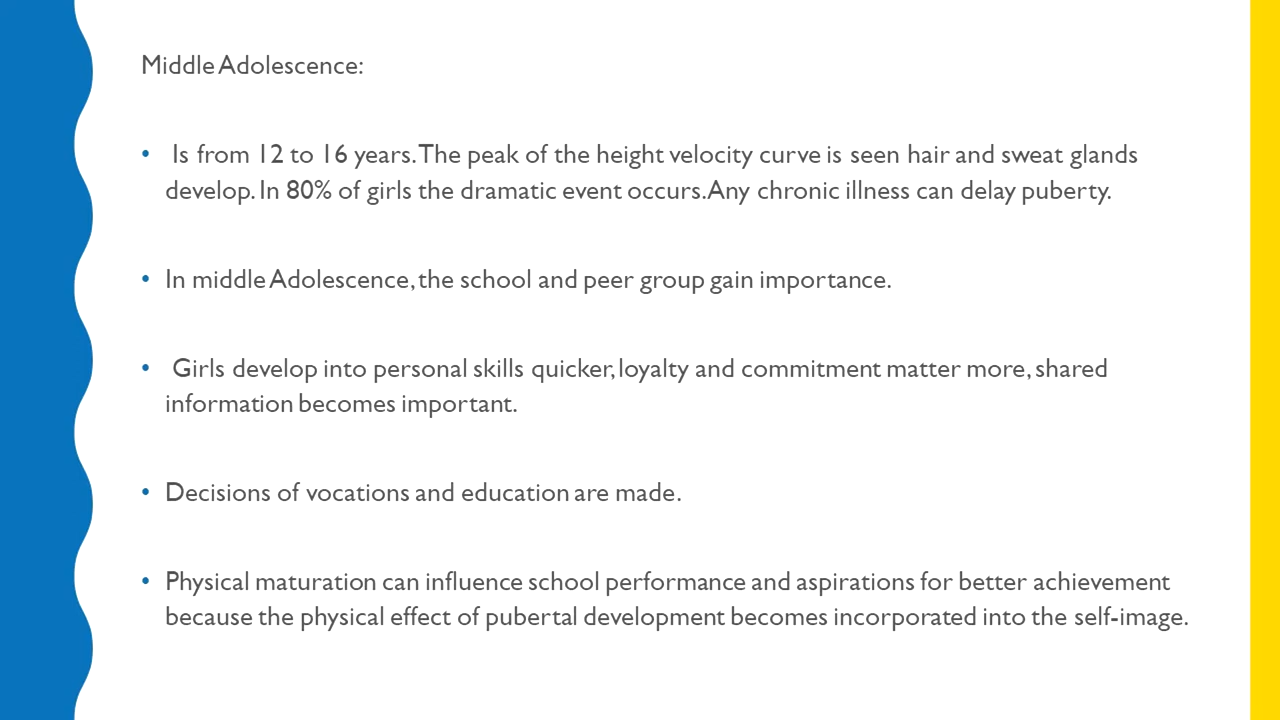 Middle Adolescence:
• Is from 12 to 16 years. The peak of the height velocity curve is seen hair and sweat glands
develop. In 80% of girls the dramatic event occurs. Any chronic illness can delay puberty.
• In middle Adolescence, the school and peer group gain importance.
• Girls develop into personal skills quicker, loyalty and commitment matter more, shared
information becomes important.
• Decisions of vocations and education are made.
• Physical maturation can influence school performance and aspirations for better achievement
because the physical effect of pubertal development becomes incorporated into the self-image.